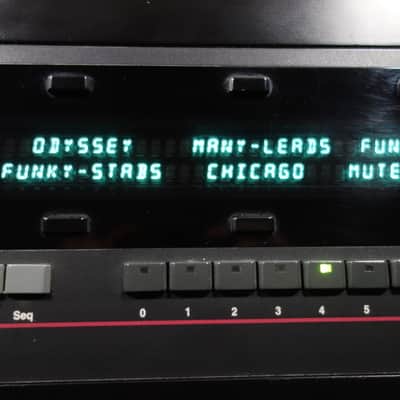 ODYSSEY MANY-LEADS FUN
FUNKY-STABS CHICAGO MUTE
Seq 0 1 2 3 4 5